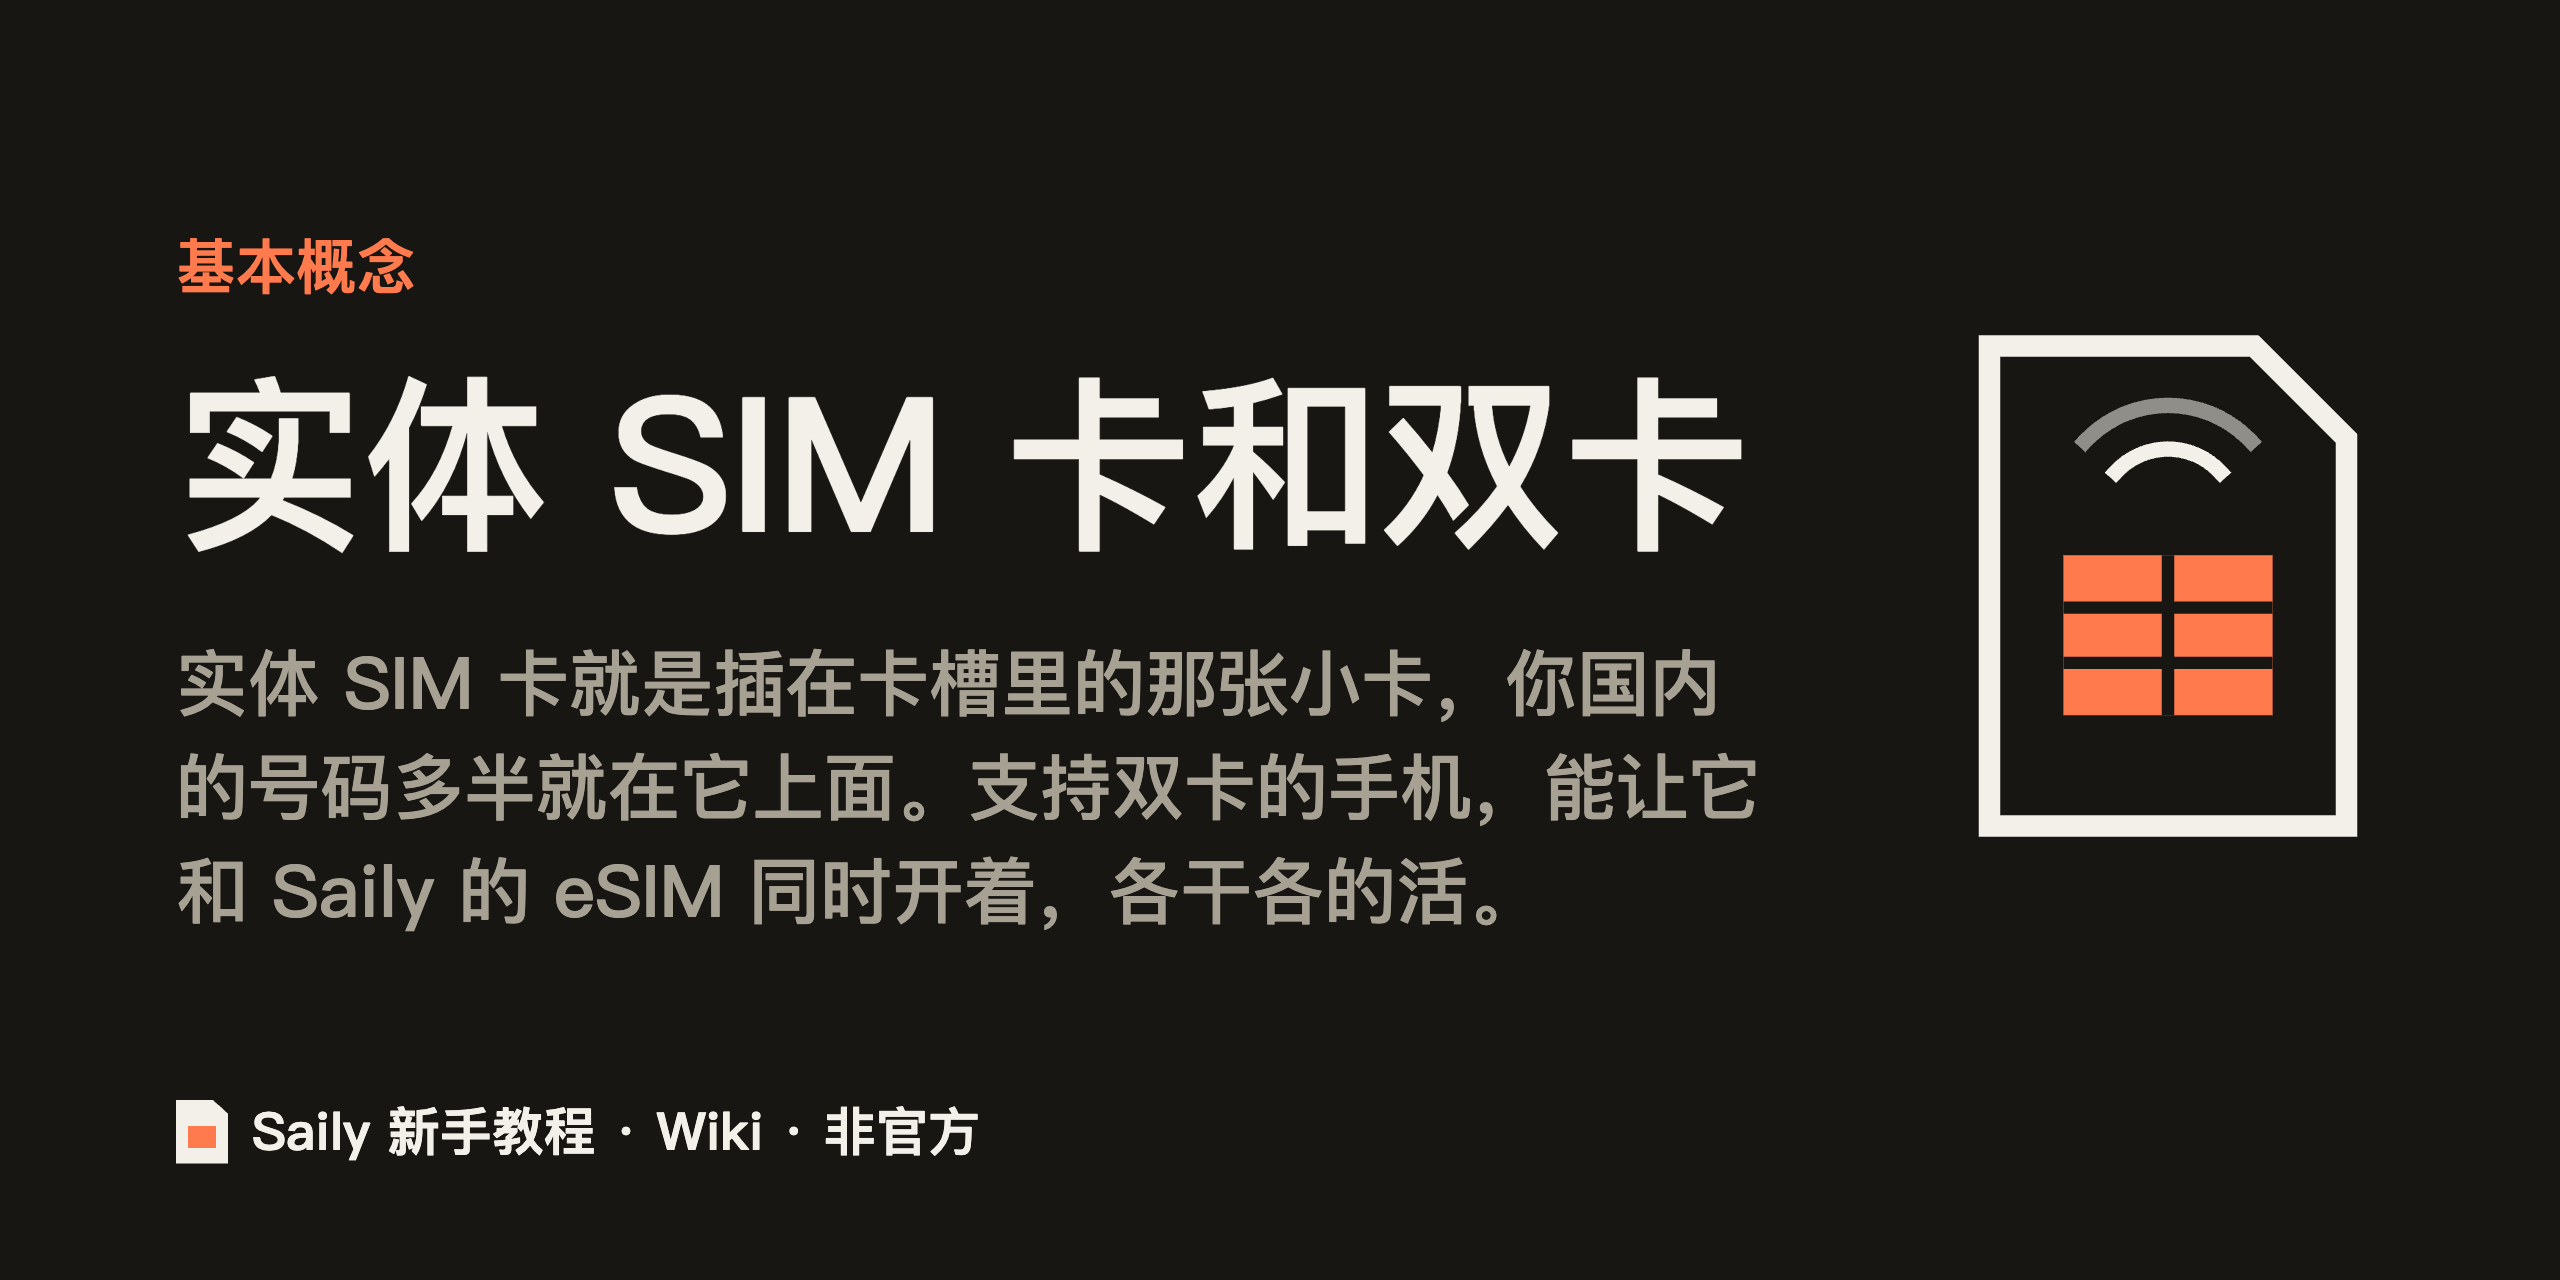 基本概念
实体 SIM 卡和双卡
实体 SIM 卡就是插在卡槽里的那张小卡，你国内
的号码多半就在它上面。支持双卡的手机，能让它
和 Saily 的 eSIM 同时开着，各干各的活。
Saily 新手教程 · Wiki · 非官方